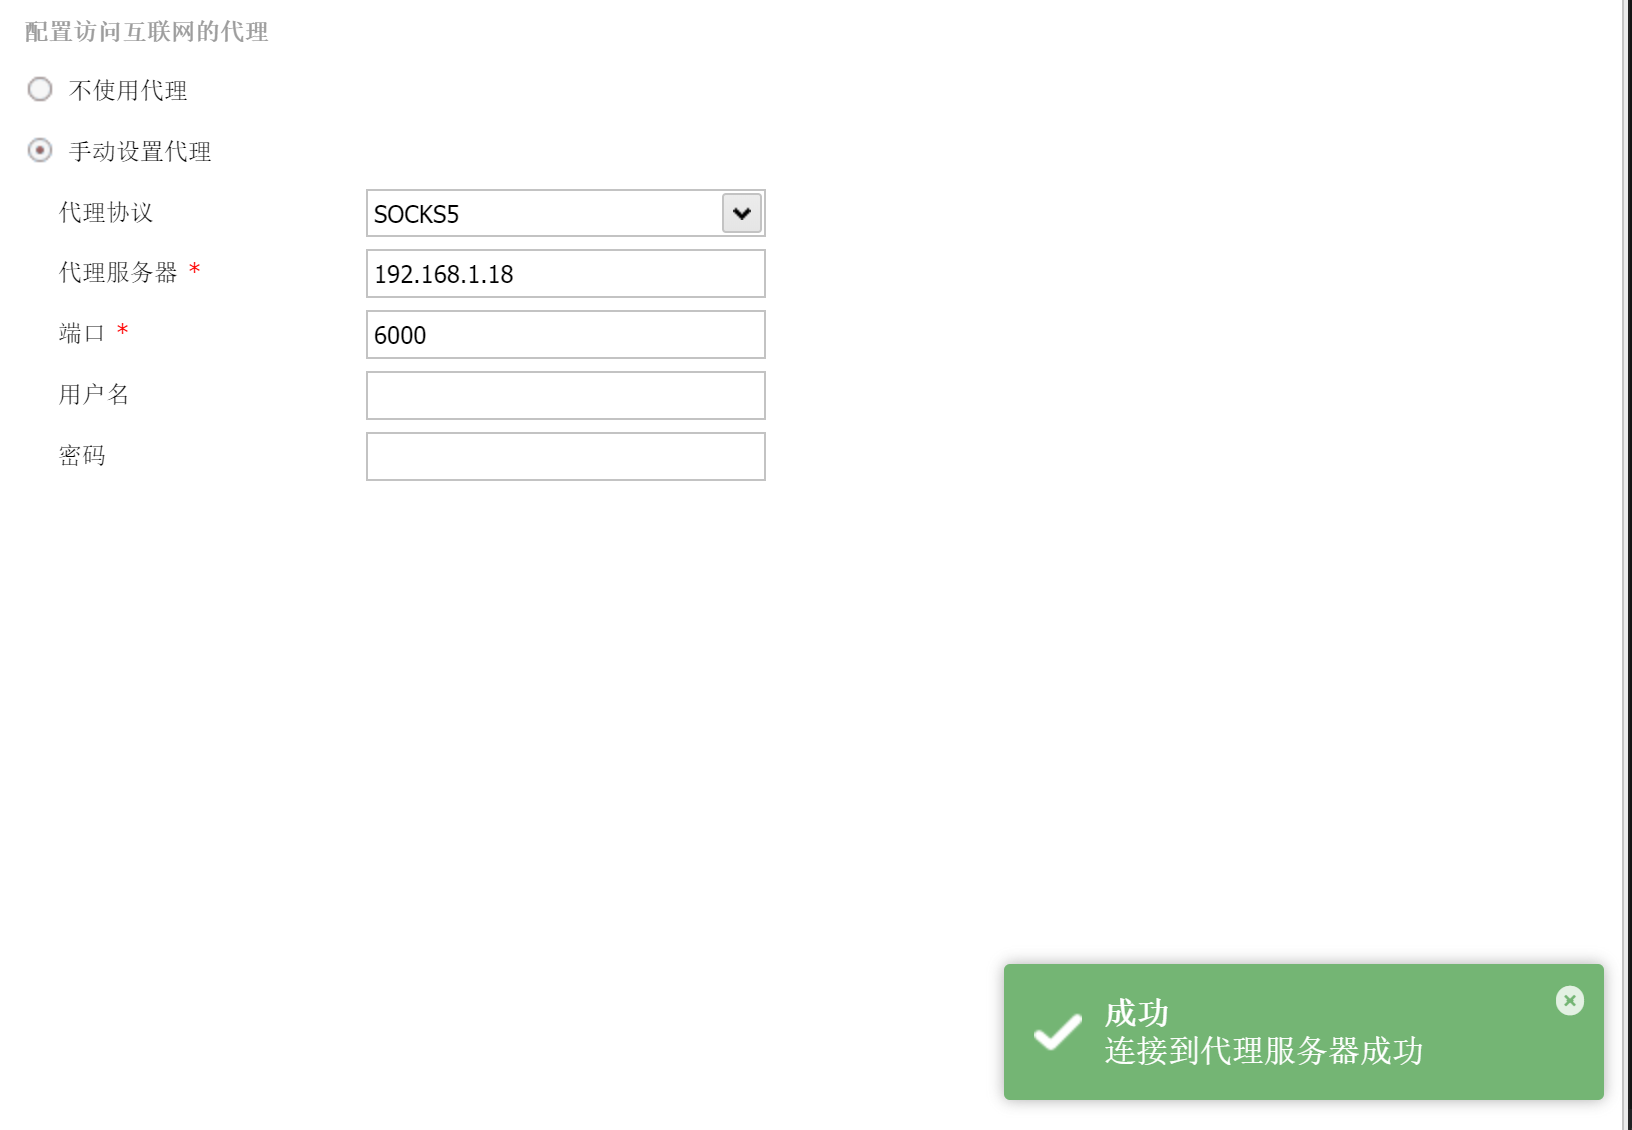 配置访问互联网的代理
不使用代理
手动设置代理
代理协议 SOCKS5
代理服务器 * 192.168.1.18
端口 * 6000
用户名
密码
成功
连接到代理服务器成功